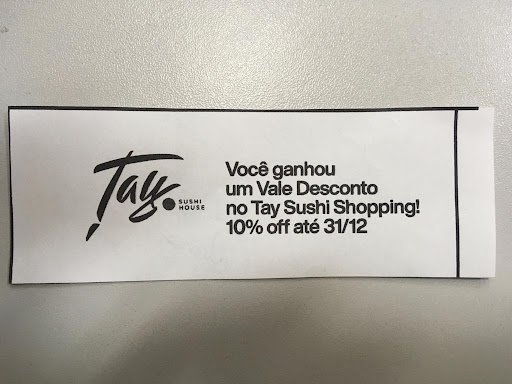 Tay.
SUSHI
HOUSE
Você ganhou
um Vale Desconto
no Tay Sushi Shopping!
10% off até 31/12